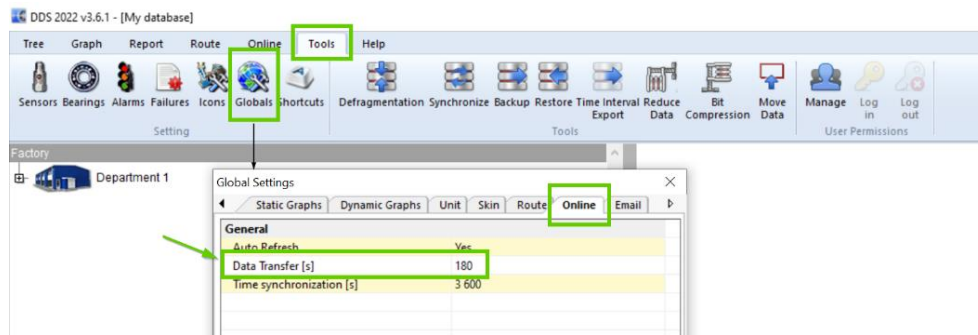 DDS 2022 v3.6.1 - [My database]
Tree Graph Report Route Online Tools Help
Sensors Bearings Alarms Failures Icons Globals Shortcuts Defragmentation Synchronize Backup Restore Time Interval Reduce Bit Move Manage Log Log
Export Data Compression Data in out
Setting Tools User Permissions
Factory
Department 1
Global Settings
Static Graphs Dynamic Graphs Unit Skin Route Online Email
General
Auto Refresh Yes
Data Transfer [s] 180
Time synchronization [s] 3 600